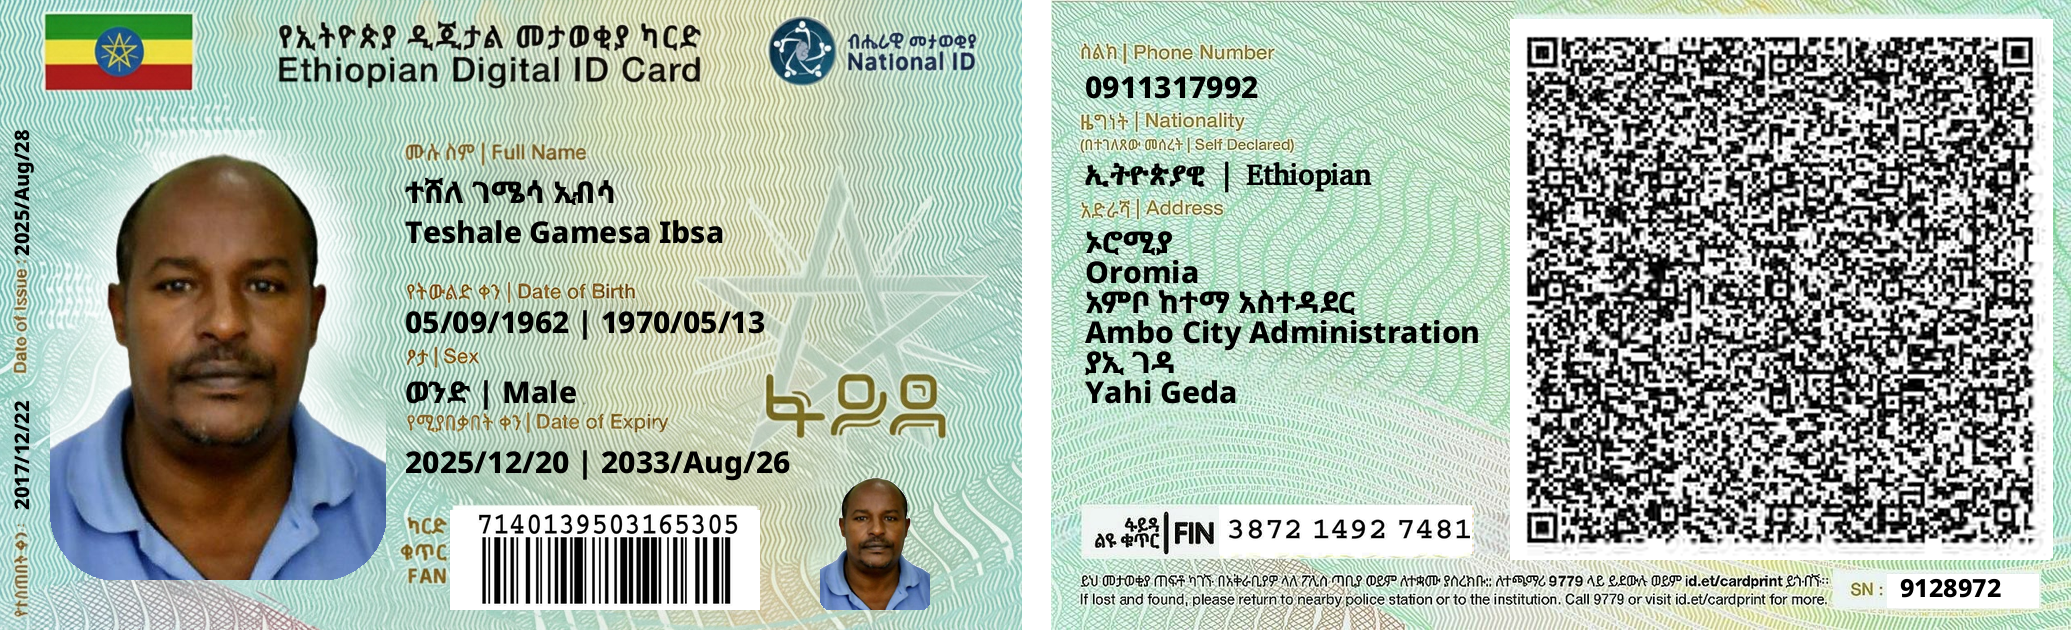 የኢትዮጵያ ዲጂታል መታወቂያ ካርድ
Ethiopian Digital ID Card
ብሔራዊ መታወቂያ
National ID
ሙሉ ስም | Full Name
ተሸለ ገሜሳ ኢብሳ
Teshale Gamesa Ibsa
የትውልድ ቀን | Date of Birth
05/09/1962 | 1970/05/13
ፆታ | Sex
ወንድ | Male
የሚያበቃበት ቀን | Date of Expiry
2025/12/20 | 2033/Aug/26
ፋይዳ
ካርድ
ቁጥር
FAN
7140139503165305
የተሰጠበት ቀን: 2017/12/22 Date of Issue: 2025/Aug/28
ስልክ | Phone Number
0911317992
ዜግነት | Nationality
(በተገለጸው መሰረት | Self Declared)
ኢትዮጵያዊ | Ethiopian
አድራሻ | Address
ኦሮሚያ
Oromia
አምቦ ከተማ አስተዳደር
Ambo City Administration
ያኢ ገዳ
Yahi Geda
ፋይዳ
ልዩ ቁጥር | FIN 3872 1492 7481
ይህ መታወቂያ ጠፍቶ ካገኙ በአቅራቢያዎ ላለ ፖሊስ ጣቢያ ወይም ለተቋሙ ያስረክቡ። ለተጨማሪ 9779 ላይ ይደውሉ ወይም id.et/cardprint ይጎብኙ።
If lost and found, please return to nearby police station or to the institution. Call 9779 or visit id.et/cardprint for more.
SN : 9128972